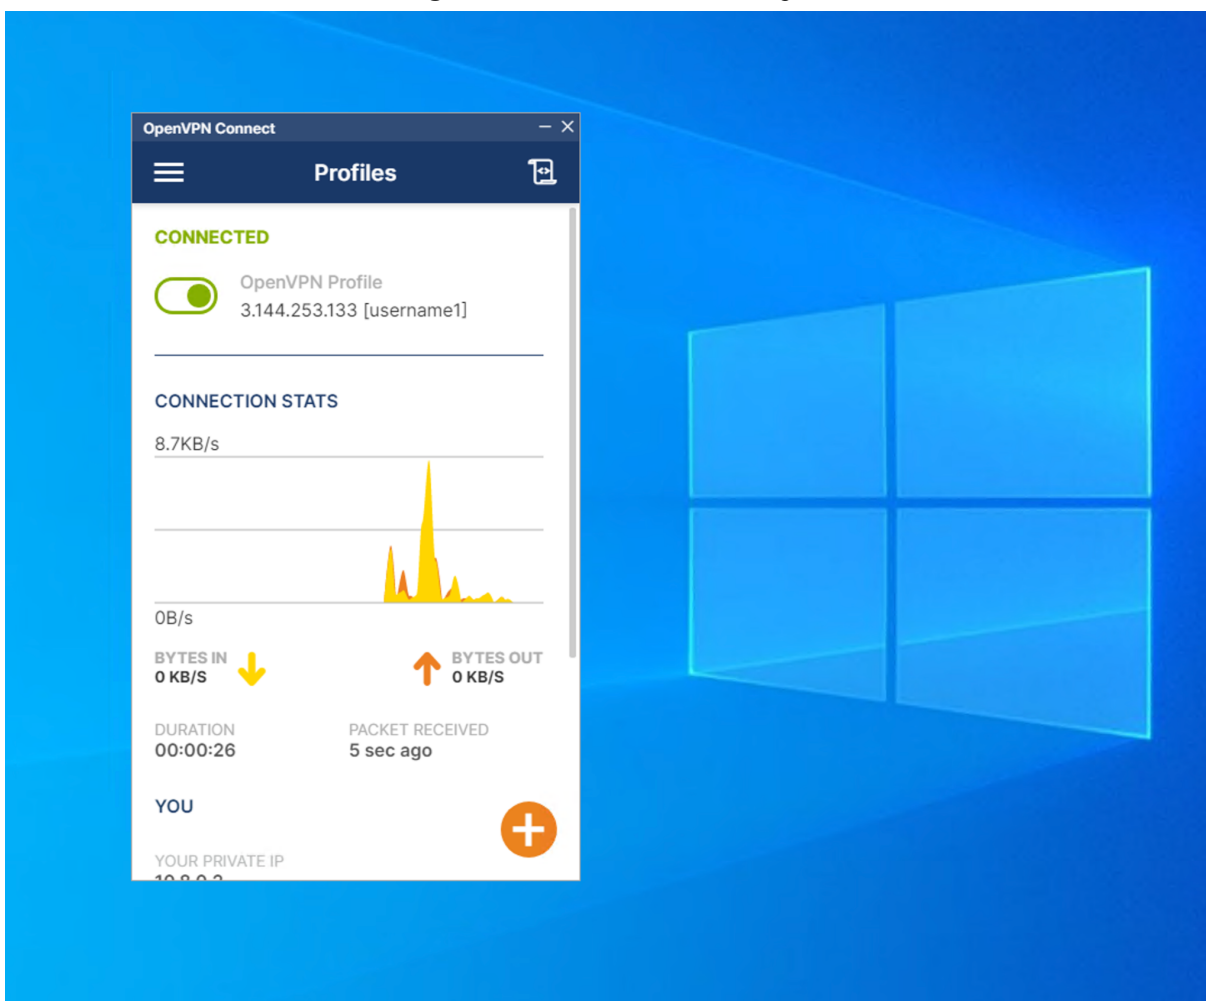 OpenVPN Connect
Profiles
CONNECTED
OpenVPN Profile
3.144.253.133 [username1]
CONNECTION STATS
8.7KB/s
0B/s
BYTES IN
0 KB/S
BYTES OUT
0 KB/S
DURATION
00:00:26
PACKET RECEIVED
5 sec ago
YOU
YOUR PRIVATE IP